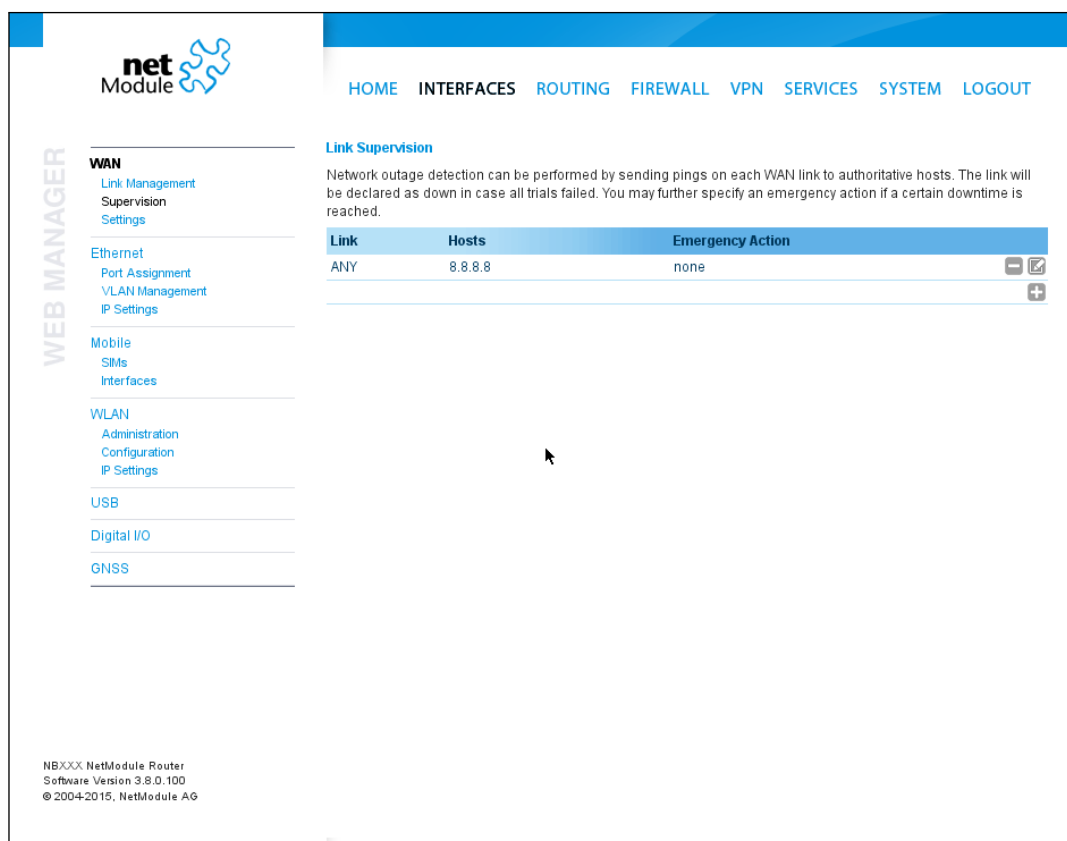 net
Module
HOME INTERFACES ROUTING FIREWALL VPN SERVICES SYSTEM LOGOUT
WEB MANAGER
WAN
Link Management
Supervision
Settings
Ethernet
Port Assignment
VLAN Management
IP Settings
Mobile
SIMs
Interfaces
WLAN
Administration
Configuration
IP Settings
USB
Digital I/O
GNSS
Link Supervision
Network outage detection can be performed by sending pings on each WAN link to authoritative hosts. The link will
be declared as down in case all trials failed. You may further specify an emergency action if a certain downtime is
reached.
Link Hosts Emergency Action
ANY 8.8.8.8 none
NBXXX NetModule Router
Software Version 3.8.0.100
© 2004-2015, NetModule AG